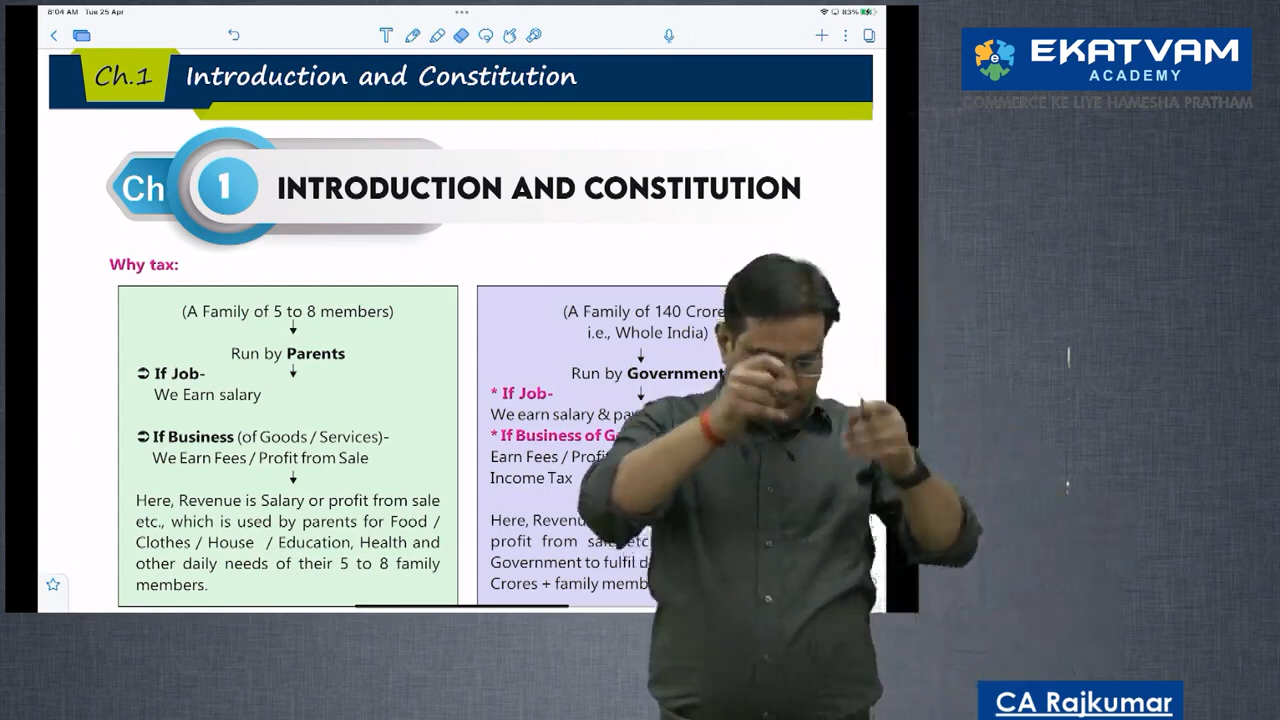 8:04 AM Tue 25 Apr
83%
Ch.1 Introduction and Constitution
EKATVAM
ACADEMY
COMMERCE KE LIYE HAMESHA PRATHAM
Ch 1 INTRODUCTION AND CONSTITUTION
Why tax:
(A Family of 5 to 8 members)
Run by Parents
➲ If Job-
We Earn salary
➲ If Business (of Goods / Services)-
We Earn Fees / Profit from Sale
Here, Revenue is Salary or profit from sale
etc., which is used by parents for Food /
Clothes / House / Education, Health and
other daily needs of their 5 to 8 family
members.
(A Family of 140 Crore
i.e., Whole India)
Run by Government
* If Job-
We earn salary &
* If Business of
Earn Fees /
Income Tax
Here,
profit from
Government to fulfil
Crores + family
CA Rajkumar